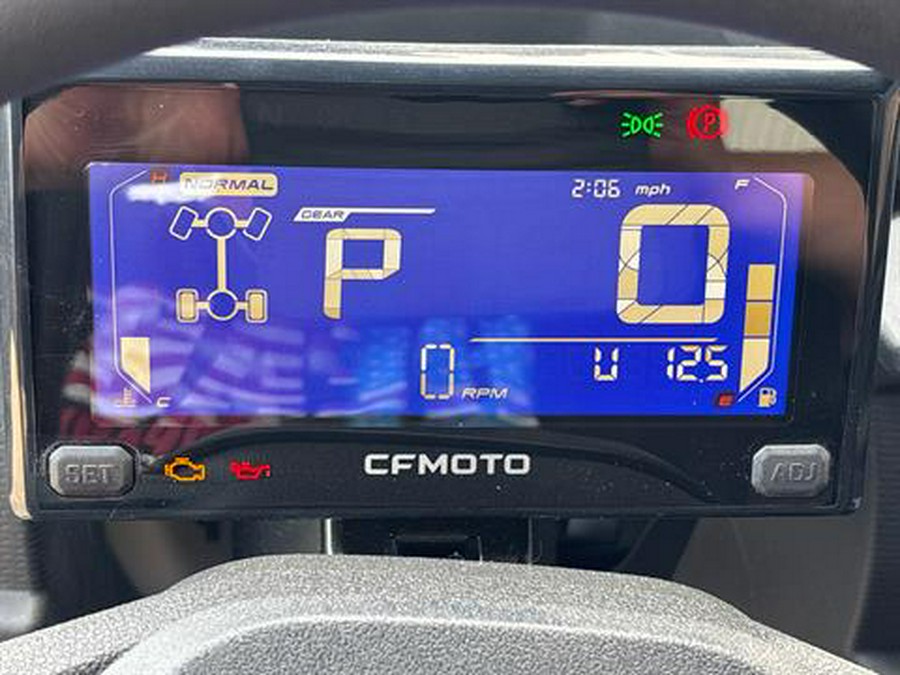 P
H NORMAL 2:06 mph F
GEAR
P 0
0 RPM U 12.5
C E
SET CFMOTO ADJ